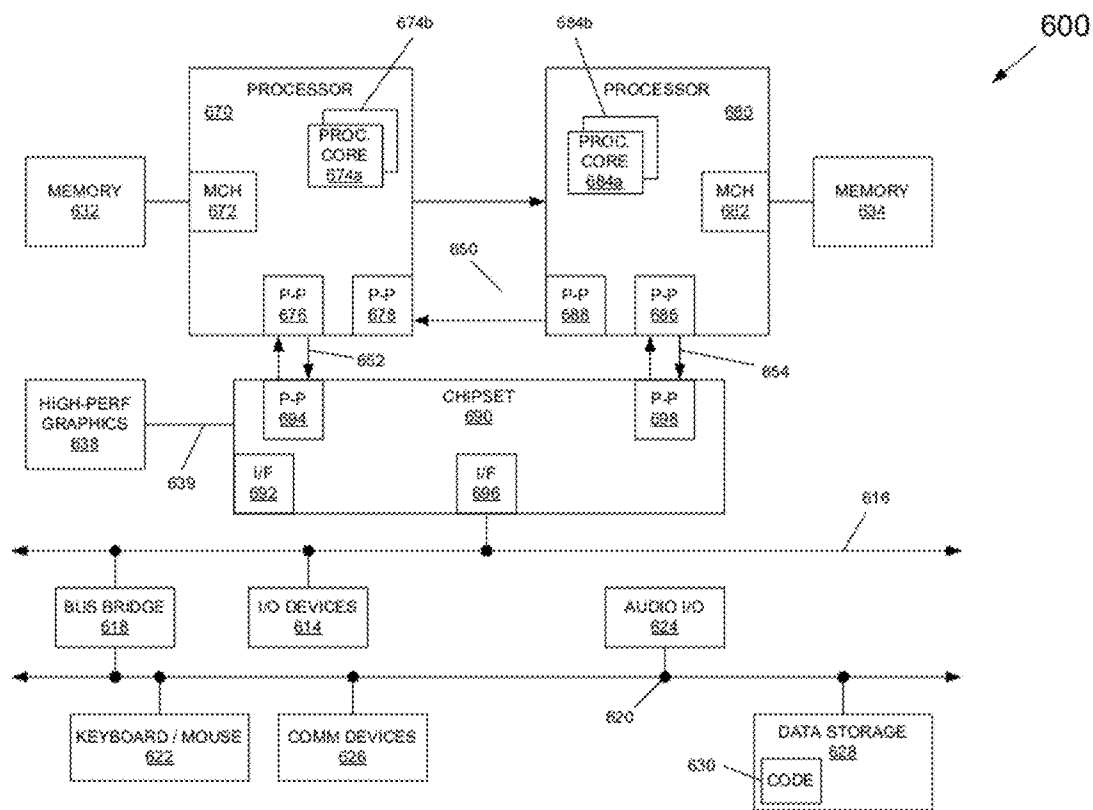 600
674b
684b
PROCESSOR
670
PROC.
CORE
674a
PROCESSOR
680
PROC.
CORE
684a
MEMORY
632
MCH
672
MCH
682
MEMORY
634
650
P-P
676
P-P
678
P-P
688
P-P
686
652
654
HIGH-PERF
GRAPHICS
638
639
P-P
694
CHIPSET
690
P-P
698
I/F
692
I/F
696
616
BUS BRIDGE
618
I/O DEVICES
614
AUDIO I/O
624
620
KEYBOARD / MOUSE
622
COMM DEVICES
626
DATA STORAGE
628
630
CODE